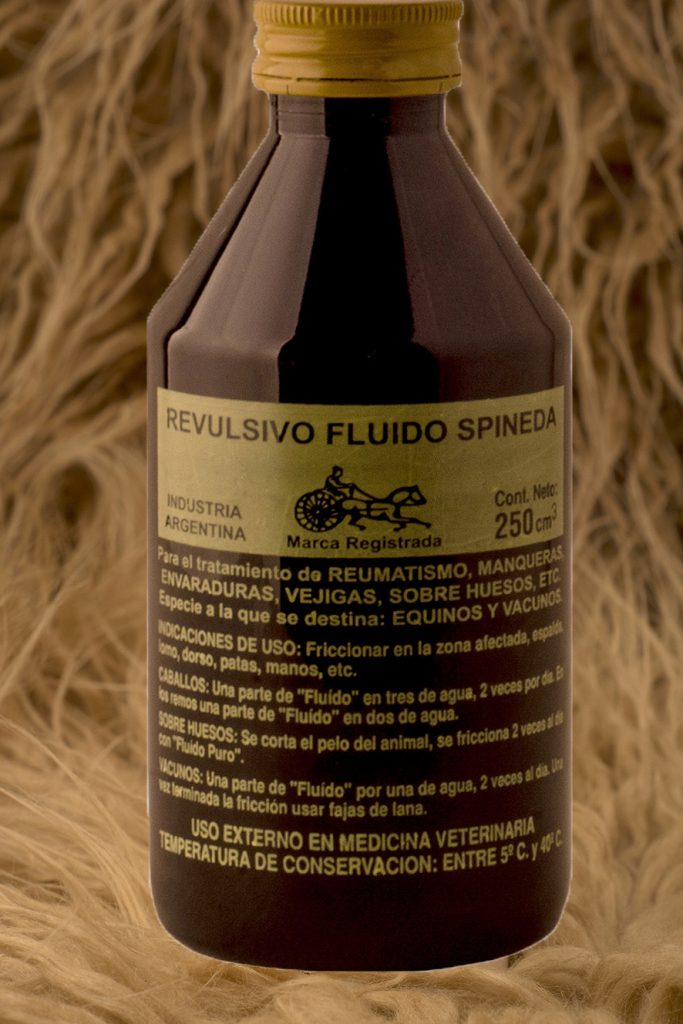 REVULSIVO FLUIDO SPINEDA
INDUSTRIA
ARGENTINA
Marca Registrada
Cont. Neto:
250 cm³
Para el tratamiento de REUMATISMO, MANQUERAS,
ENVARADURAS, VEJIGAS, SOBRE HUESOS, ETC.
Especie a la que se destina: EQUINOS Y VACUNOS.
INDICACIONES DE USO: Friccionar en la zona afectada, espalda,
lomo, dorso, patas, manos, etc.
CABALLOS: Una parte de "Fluído" en tres de agua, 2 veces por día. En
los remos una parte de "Fluído" en dos de agua.
SOBRE HUESOS: Se corta el pelo del animal, se fricciona 2 veces al día
con "Fluído Puro".
VACUNOS: Una parte de "Fluído" por una de agua, 2 veces al día. Una
vez terminada la fricción usar fajas de lana.
USO EXTERNO EN MEDICINA VETERINARIA
TEMPERATURA DE CONSERVACION: ENTRE 5º C. y 40º C.